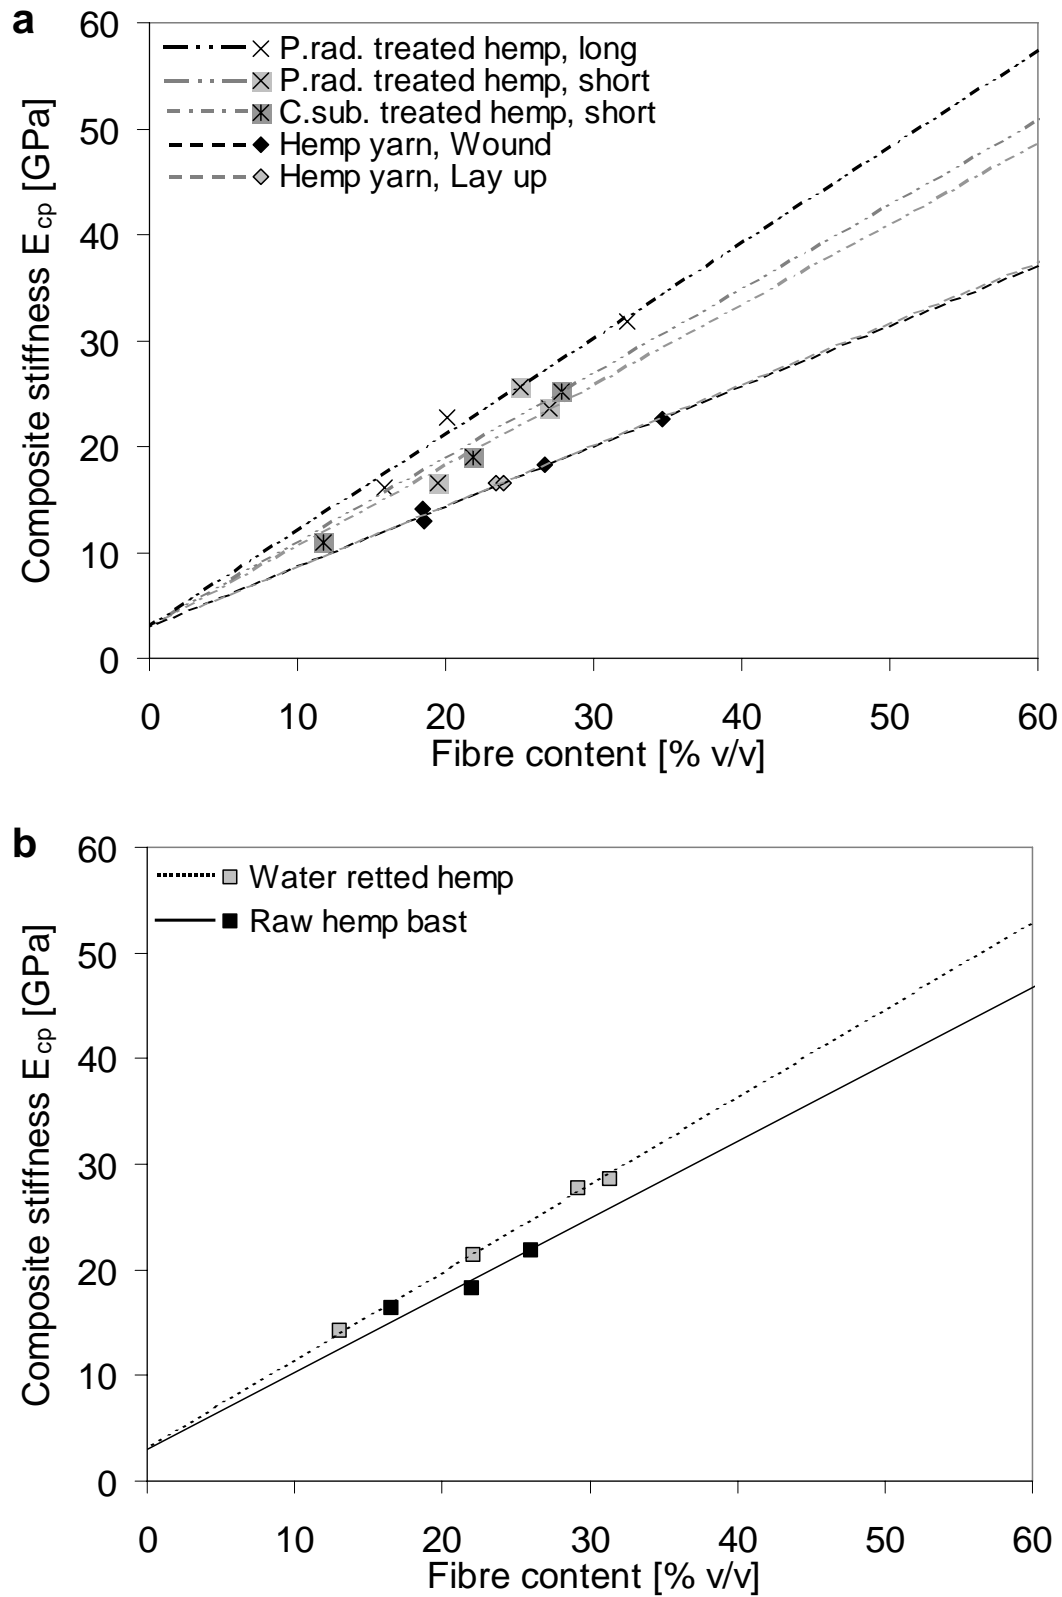 a
60
50
40
30
20
10
0
Composite stiffness Ecp [GPa]
P.rad. treated hemp, long
P.rad. treated hemp, short
C.sub. treated hemp, short
Hemp yarn, Wound
Hemp yarn, Lay up
0 10 20 30 40 50 60
Fibre content [% v/v]
b
60
50
40
30
20
10
0
Composite stiffness Ecp [GPa]
Water retted hemp
Raw hemp bast
0 10 20 30 40 50 60
Fibre content [% v/v]